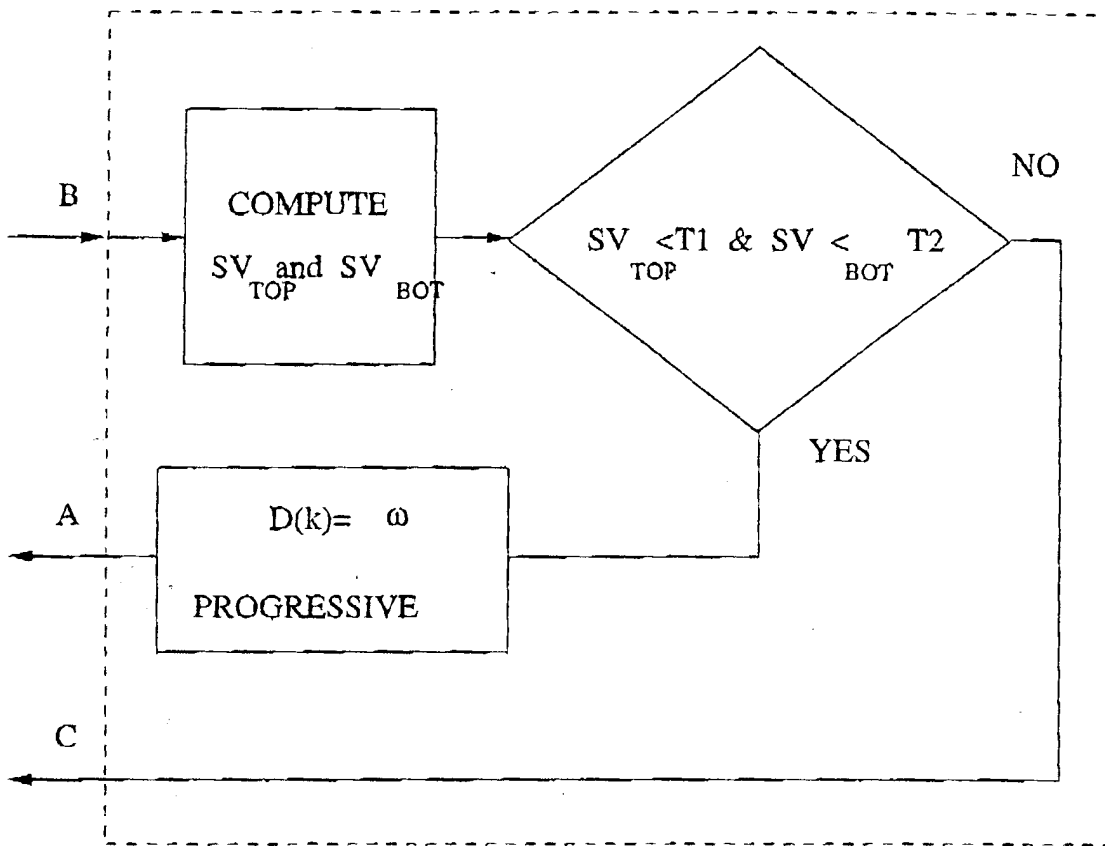 NO
B
COMPUTE
SV TOP and SV BOT
SV TOP <T1 & SV < BOT T2
YES
A
D(k)= ω
PROGRESSIVE
C